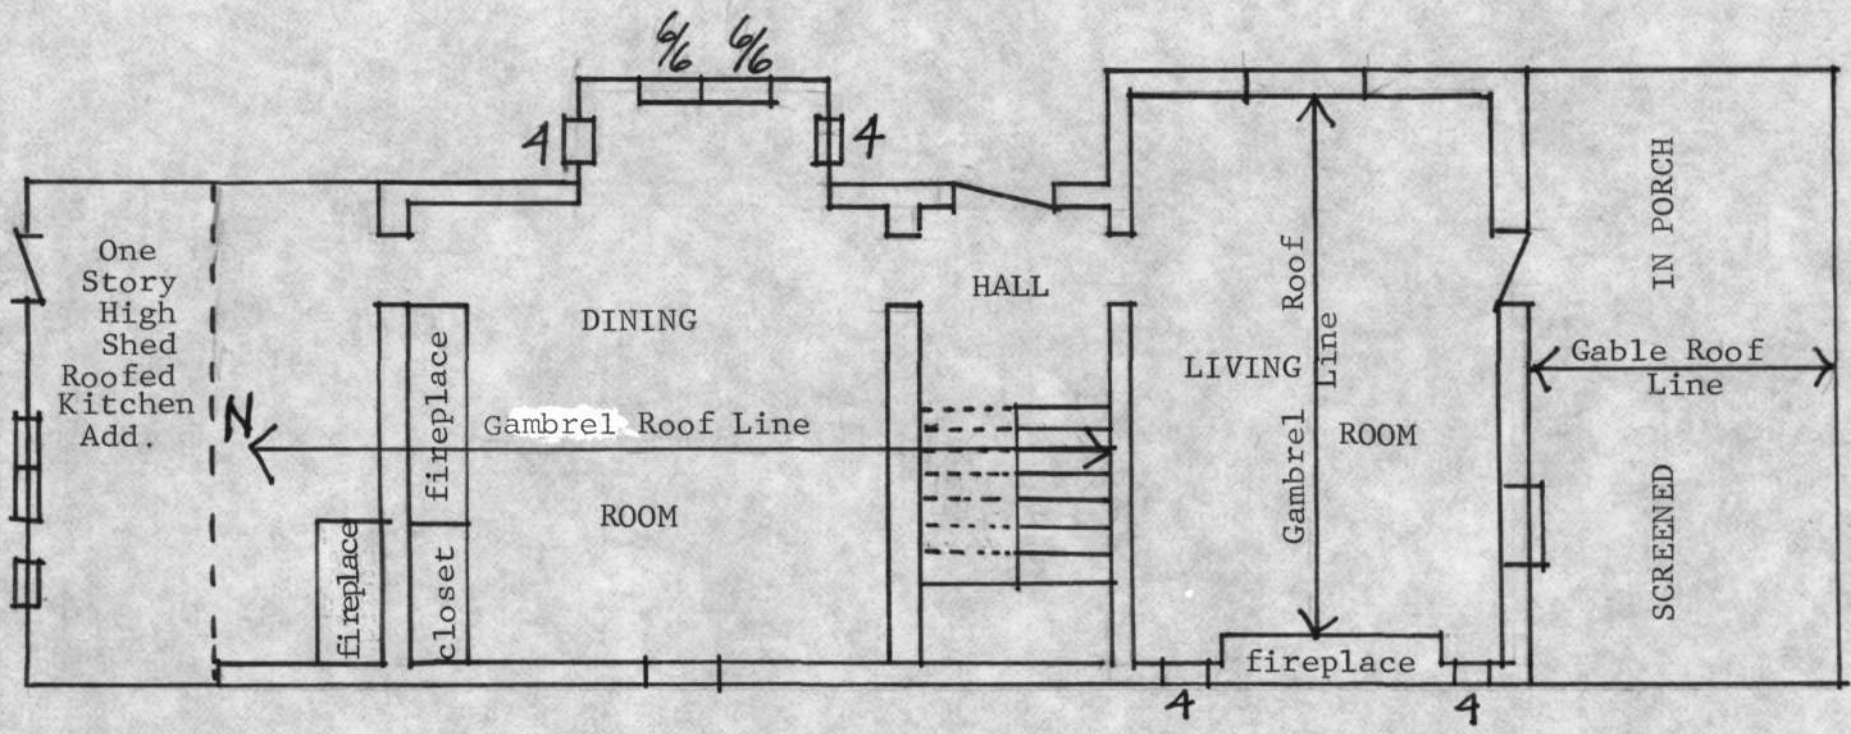 6/6 6/6
4
4
One
Story
High
Shed
Roofed
Kitchen
Add.
N
fireplace
fireplace
closet
DINING
ROOM
Gambrel Roof Line
HALL
LIVING
ROOM
Gambrel Roof
Line
fireplace
4
4
SCREENED IN PORCH
Gable Roof
Line